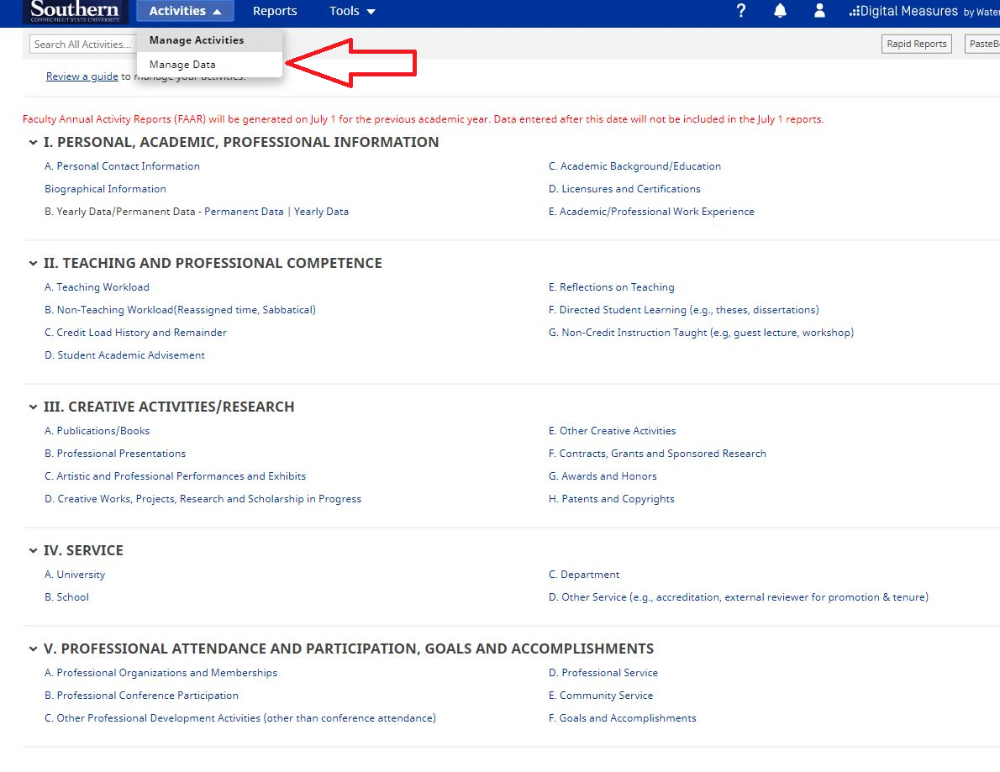 Southern
CONNECTICUT STATE UNIVERSITY
Activities Reports Tools ? Digital Measures by Water
Search All Activities... Manage Activities Rapid Reports PasteB
Manage Data
Review a guide to manage your activities.
Faculty Annual Activity Reports (FAAR) will be generated on July 1 for the previous academic year. Data entered after this date will not be included in the July 1 reports.
I. PERSONAL, ACADEMIC, PROFESSIONAL INFORMATION
A. Personal Contact Information
Biographical Information
B. Yearly Data/Permanent Data - Permanent Data | Yearly Data
C. Academic Background/Education
D. Licensures and Certifications
E. Academic/Professional Work Experience
II. TEACHING AND PROFESSIONAL COMPETENCE
A. Teaching Workload
B. Non-Teaching Workload(Reassigned time, Sabbatical)
C. Credit Load History and Remainder
D. Student Academic Advisement
E. Reflections on Teaching
F. Directed Student Learning (e.g., theses, dissertations)
G. Non-Credit Instruction Taught (e.g, guest lecture, workshop)
III. CREATIVE ACTIVITIES/RESEARCH
A. Publications/Books
B. Professional Presentations
C. Artistic and Professional Performances and Exhibits
D. Creative Works, Projects, Research and Scholarship in Progress
E. Other Creative Activities
F. Contracts, Grants and Sponsored Research
G. Awards and Honors
H. Patents and Copyrights
IV. SERVICE
A. University
B. School
C. Department
D. Other Service (e.g., accreditation, external reviewer for promotion & tenure)
V. PROFESSIONAL ATTENDANCE AND PARTICIPATION, GOALS AND ACCOMPLISHMENTS
A. Professional Organizations and Memberships
B. Professional Conference Participation
C. Other Professional Development Activities (other than conference attendance)
D. Professional Service
E. Community Service
F. Goals and Accomplishments